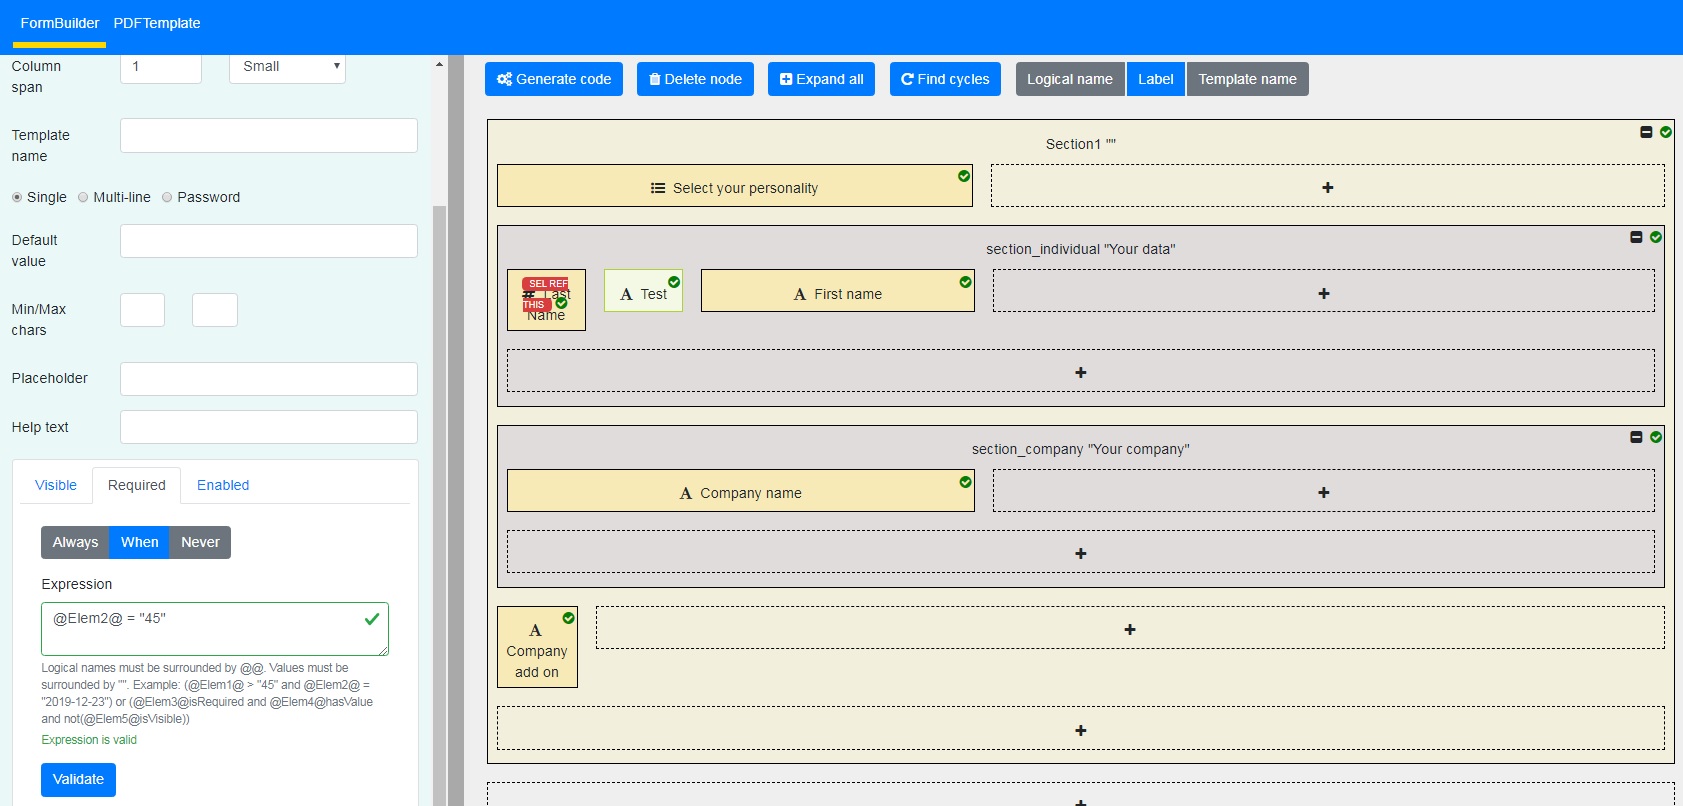 FormBuilder PDFTemplate
Column span
1
Small
Template name
Single Multi-line Password
Default value
Min/Max chars
Placeholder
Help text
Visible Required Enabled
Always When Never
Expression
@Elem2@ = "45"
Logical names must be surrounded by @@. Values must be
surrounded by "". Example: (@Elem1@ > "45" and @Elem2@ =
"2019-12-23") or (@Elem3@isRequired and @Elem4@hasValue
and not(@Elem5@isVisible))
Expression is valid
Validate
Generate code Delete node Expand all Find cycles Logical name Label Template name
Section1 ""
Select your personality
section_individual "Your data"
SEL REF
THIS
# Last
Name
A Test
A First name
section_company "Your company"
A Company name
A
Company
add on